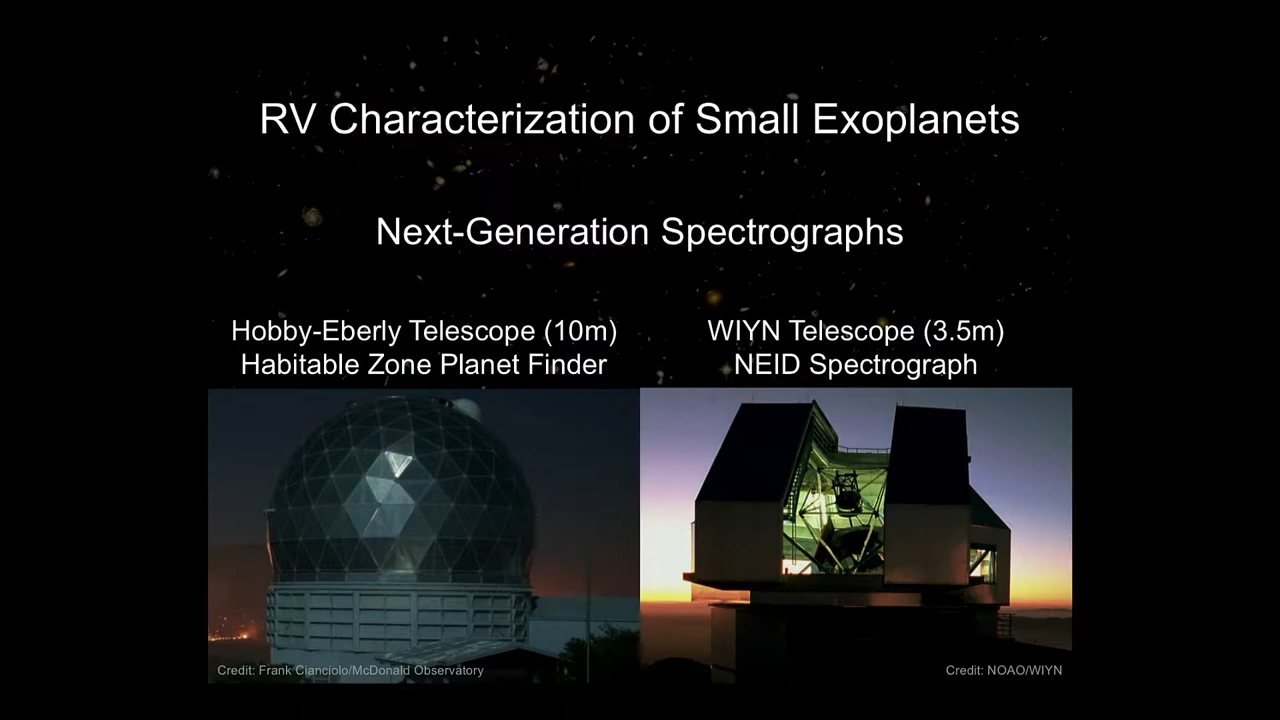 RV Characterization of Small Exoplanets
Next-Generation Spectrographs
Hobby-Eberly Telescope (10m)
Habitable Zone Planet Finder
WIYN Telescope (3.5m)
NEID Spectrograph
Credit: Frank Cianciolo/McDonald Observatory
Credit: NOAO/WIYN